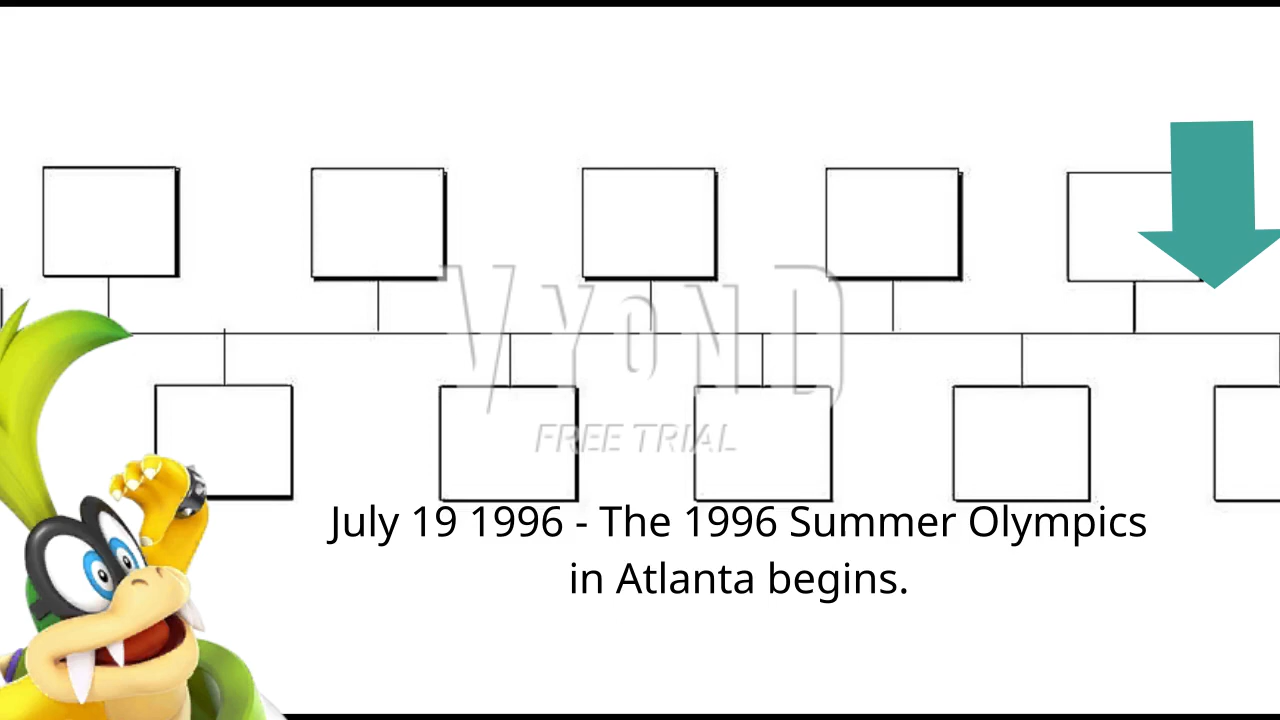 VYOND
FREE TRIAL
July 19 1996 - The 1996 Summer Olympics
in Atlanta begins.